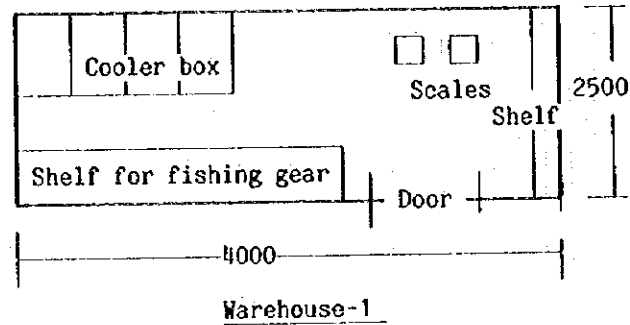 Cooler box
Scales
2500
Shelf
Shelf for fishing gear
Door
4000
Warehouse-1